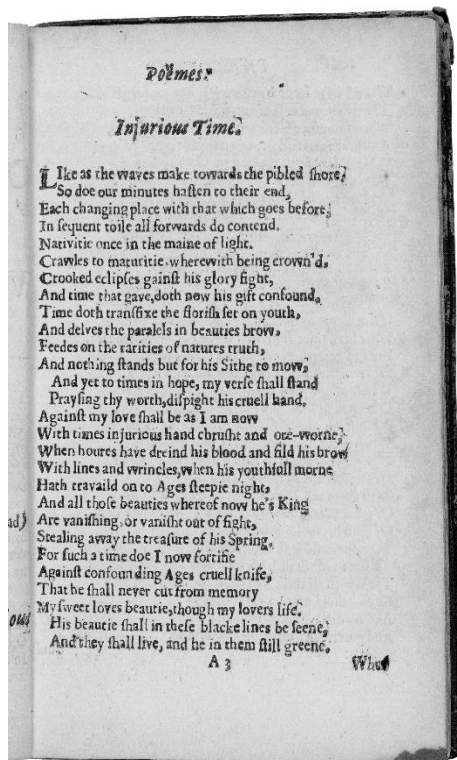 Poëmes.
Injurious Time.
LIke as the waves make towards the pibled ſhore,
So doe our minutes haſten to their end,
Each changing place with that which goes before,
In ſequent toile all forwards do contend.
Nativitie once in the maine of light.
Crawles to maturitie, wherewith being crown'd,
Crooked eclipſes gainſt his glory fight,
And time that gave, doth now his gift confound.
Time doth tranſfixe the floriſh ſet on youth,
And delves the paralels in beauties brow,
Feedes on the rarities of natures truth,
And nothing ſtands but for his Sithe to mow,
And yet to times in hope, my verſe ſhall ſtand
Prayſing thy worth, diſpight his cruell hand.
Againſt my love ſhall be as I am now
With times injurious hand chruſht and ore-worne,
When houres have dreind his blood and fild his brow
With lines and wrincles, when his youthfull morne
Hath travaild on to Ages ſteepie night,
And all thoſe beauties whereof now he's King
Are vaniſhing, or vaniſht out of ſight,
Stealing away the treaſure of his Spring.
For ſuch a time doe I now fortifie
Againſt confounding Ages cruell knife,
That he ſhall never cut from memory
My ſweet loves beautie, though my lovers life.
His beautie ſhall in theſe blacke lines be ſeene,
And they ſhall live, and he in them ſtill greene.
A 3